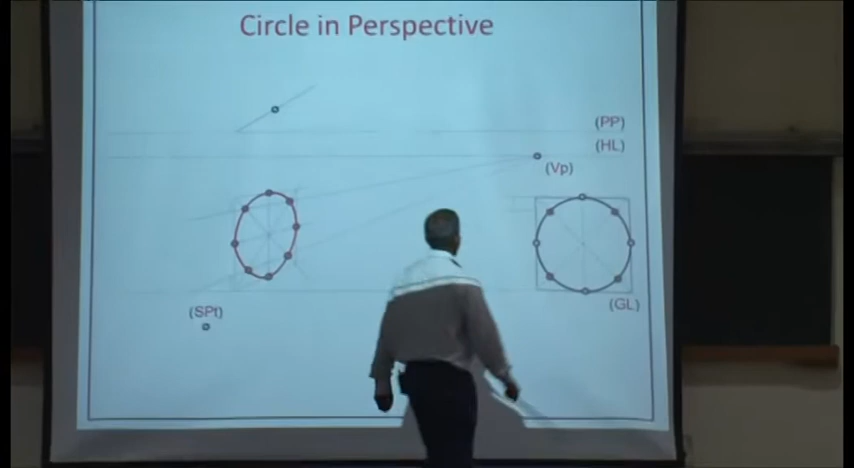 Circle in Perspective
(PP)
(HL)
(Vp)
(SPt)
(GL)